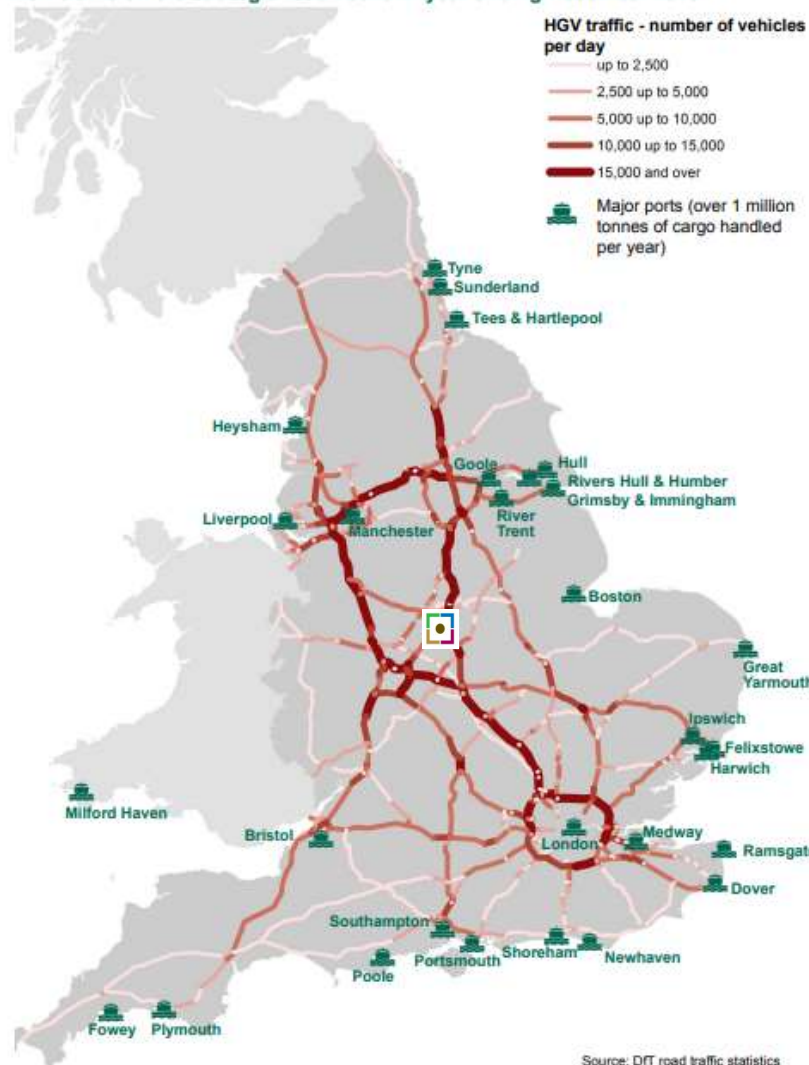 HGV traffic - number of vehicles
per day
up to 2,500
2,500 up to 5,000
5,000 up to 10,000
10,000 up to 15,000
15,000 and over
Major ports (over 1 million
tonnes of cargo handled
per year)
Tyne
Sunderland
Tees & Hartlepool
Heysham
Goole
Hull
Rivers Hull & Humber
Grimsby & Immingham
River
Trent
Liverpool
Manchester
Boston
Great
Yarmouth
Ipswich
Felixstowe
Harwich
Milford Haven
Bristol
London
Medway
Ramsgat
Dover
Southampton
Portsmouth
Shoreham
Newhaven
Poole
Fowey
Plymouth
Source: DfT road traffic statistics